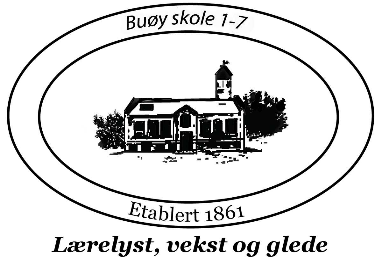 Buøy skole 1-7
Etablert 1861
Lærelyst, vekst og glede